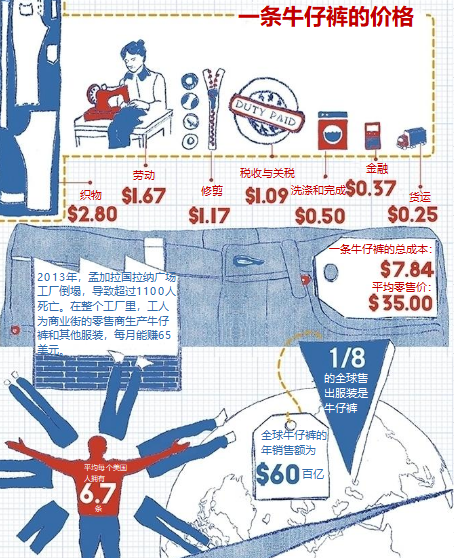 一条牛仔裤的价格
DUTY PAID
织物
$2.80
劳动
$1.67
修剪
$1.17
税收与关税
$1.09
洗涤和完成
$0.50
金融
$0.37
货运
$0.25
一条牛仔裤的总成本：
$7.84
平均零售价：
$35.00
2013年，孟加拉国拉纳广场
工厂倒塌，导致超过1100人
死亡。在整个工厂里，工人
为商业街的零售商生产牛仔
裤和其他服装，每月能赚65
美元。
1/8
的全球售
出服装是
牛仔裤
全球牛仔裤的
年销售额为
$60百亿
平均每个美国
人拥有
6.7
条